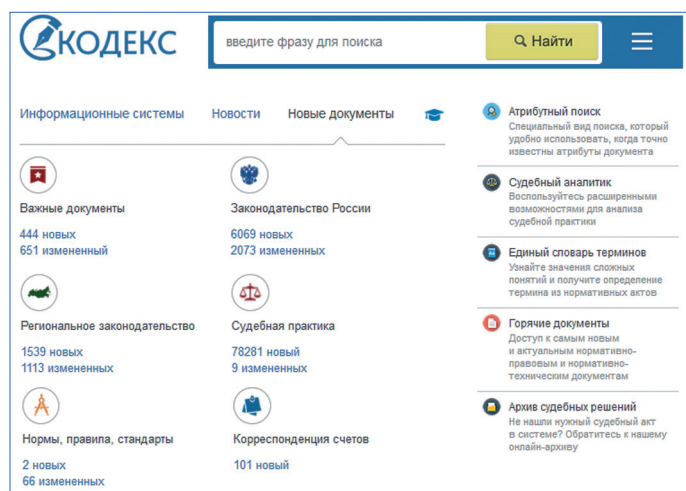 КОДЕКС
введите фразу для поиска
Найти
Информационные системы
Новости
Новые документы
Важные документы
444 новых
651 измененный
Законодательство России
6069 новых
2073 измененных
Региональное законодательство
1539 новых
1113 измененных
Судебная практика
78281 новый
9 измененных
Нормы, правила, стандарты
2 новых
66 измененных
Корреспонденция счетов
101 новый
Атрибутный поиск
Специальный вид поиска, который
удобно использовать, когда точно
известны атрибуты документа
Судебный аналитик
Воспользуйтесь расширенными
возможностями для анализа
судебной практики
Единый словарь терминов
Узнайте значения сложных
понятий и получите определение
термина из нормативных актов
Горячие документы
Доступ к самым новым
и актуальным нормативно-
правовым и нормативно-
техническим документам
Архив судебных решений
Не нашли нужный судебный акт
в системе? Обратитесь к нашему
онлайн-архиву